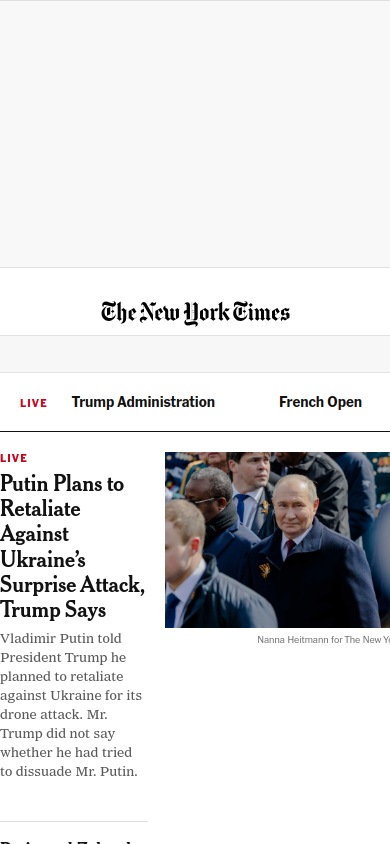 The New York Times
LIVE Trump Administration French Open
LIVE
Putin Plans to
Retaliate
Against
Ukraine’s
Surprise Attack,
Trump Says
Vladimir Putin told
President Trump he
planned to retaliate
against Ukraine for its
drone attack. Mr.
Trump did not say
whether he had tried
to dissuade Mr. Putin.
Nanna Heitmann for The New